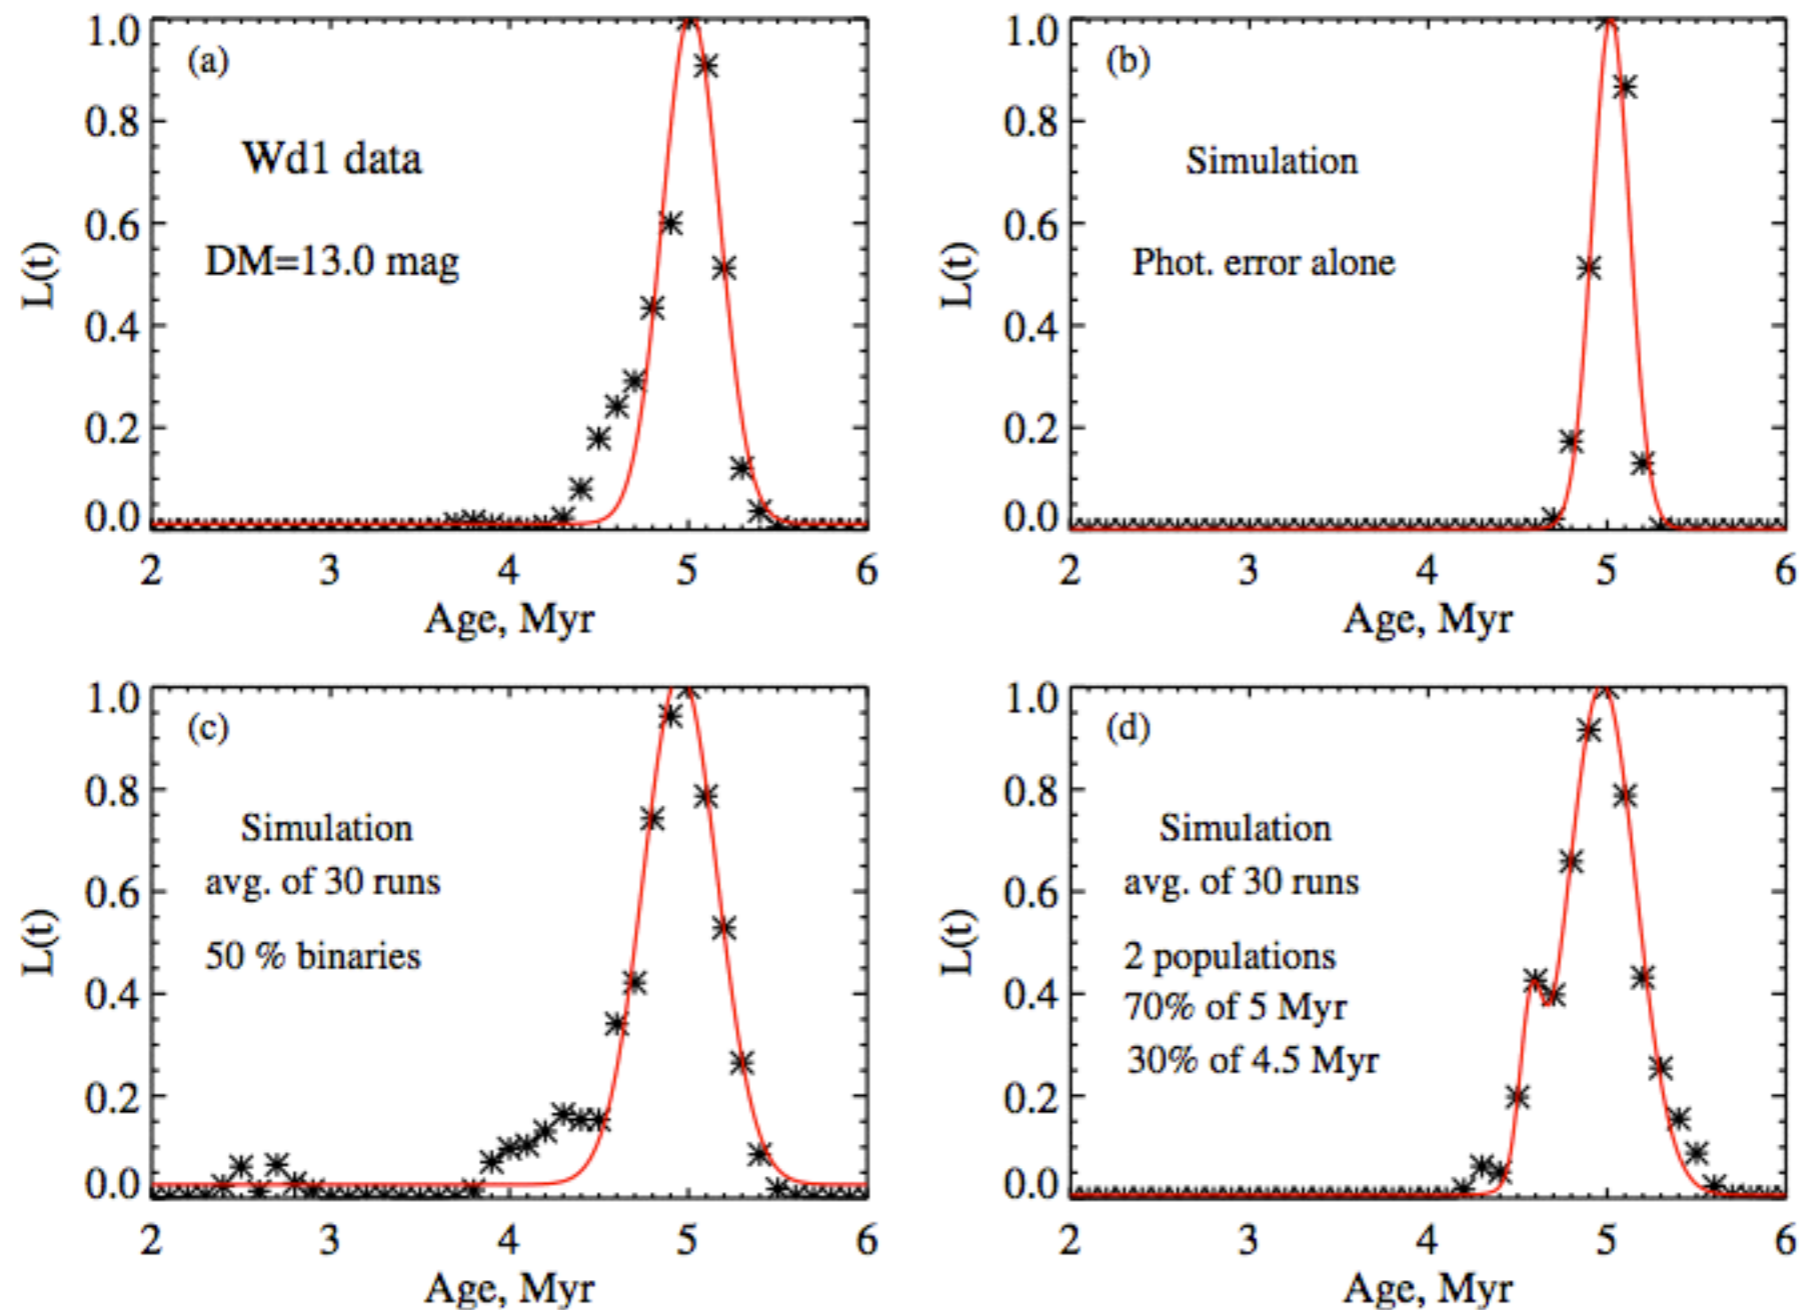 (a)
Wd1 data
DM=13.0 mag
L(t)
1.0
0.8
0.6
0.4
0.2
0.0
2 3 4 5 6
Age, Myr
(b)
Simulation
Phot. error alone
L(t)
1.0
0.8
0.6
0.4
0.2
0.0
2 3 4 5 6
Age, Myr
(c)
Simulation
avg. of 30 runs
50 % binaries
L(t)
1.0
0.8
0.6
0.4
0.2
0.0
2 3 4 5 6
Age, Myr
(d)
Simulation
avg. of 30 runs
2 populations
70% of 5 Myr
30% of 4.5 Myr
L(t)
1.0
0.8
0.6
0.4
0.2
0.0
2 3 4 5 6
Age, Myr